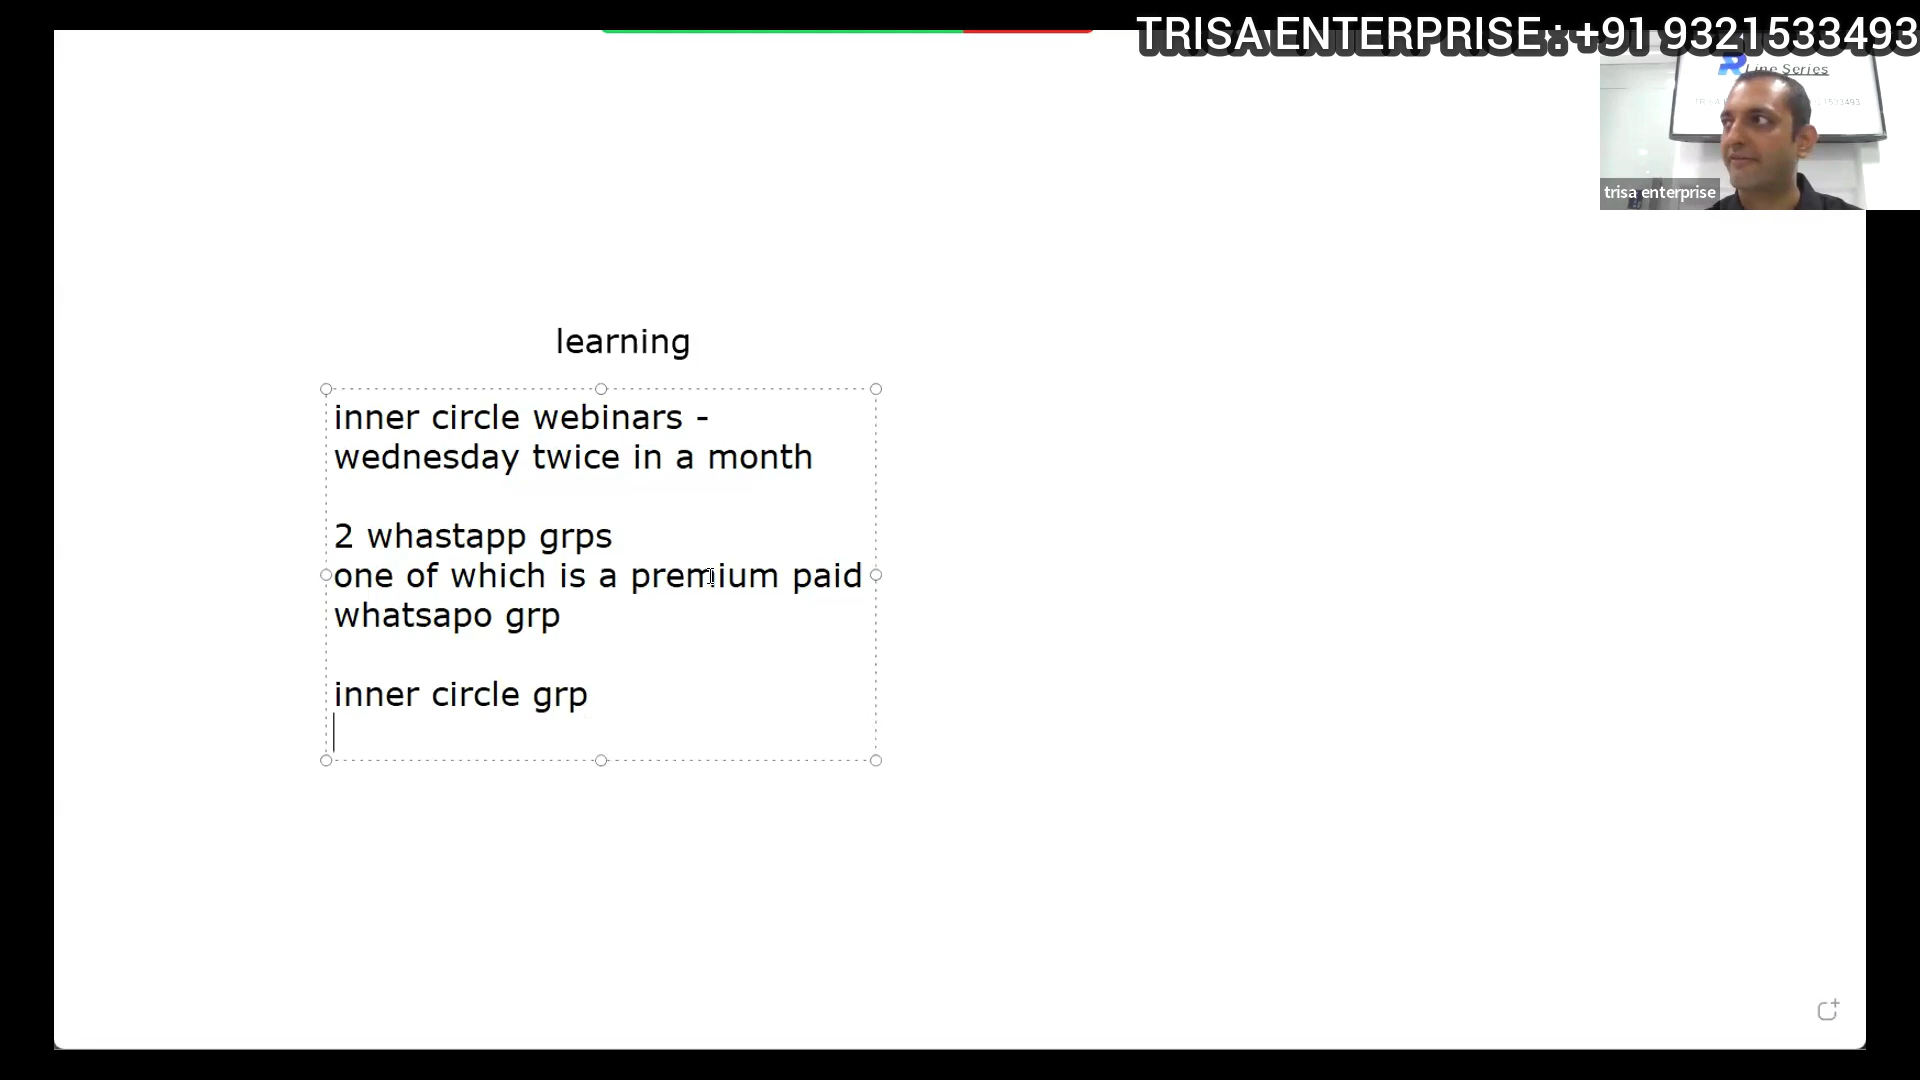 TRISA ENTERPRISE : +91 9321533493
Line Series
trisa enterprise
learning
inner circle webinars -
wednesday twice in a month
2 whastapp grps
one of which is a premium paid
whatsapo grp
inner circle grp